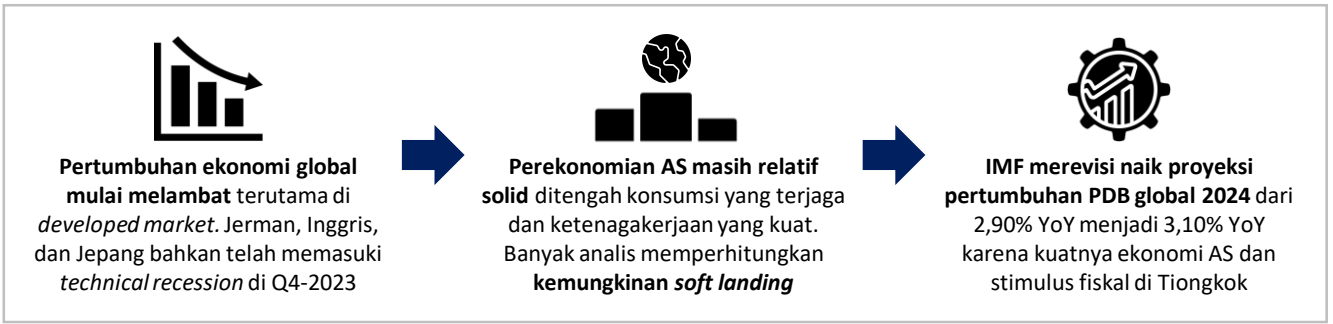 Pertumbuhan ekonomi global
mulai melambat terutama di
developed market. Jerman, Inggris,
dan Jepang bahkan telah memasuki
technical recession di Q4-2023
Perekonomian AS masih relatif
solid ditengah konsumsi yang terjaga
dan ketenagakerjaan yang kuat.
Banyak analis memperhitungkan
kemungkinan soft landing
IMF merevisi naik proyeksi
pertumbuhan PDB global 2024 dari
2,90% YoY menjadi 3,10% YoY
karena kuatnya ekonomi AS dan
stimulus fiskal di Tiongkok